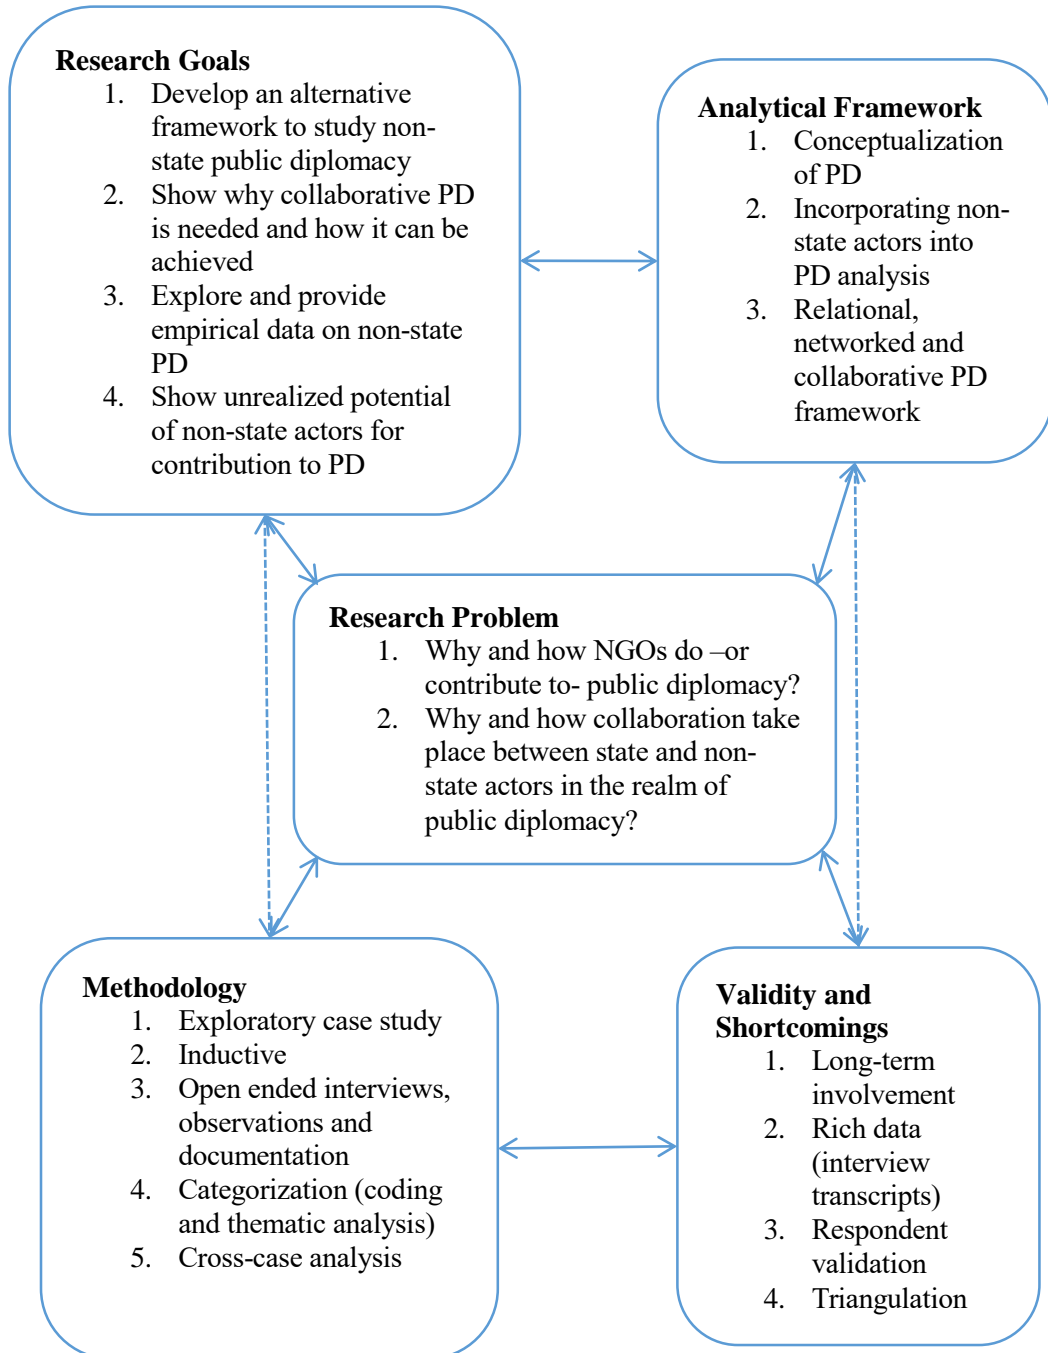 Research Goals
1. Develop an alternative
framework to study non-
state public diplomacy
2. Show why collaborative PD
is needed and how it can be
achieved
3. Explore and provide
empirical data on non-state
PD
4. Show unrealized potential
of non-state actors for
contribution to PD
Analytical Framework
1. Conceptualization
of PD
2. Incorporating non-
state actors into
PD analysis
3. Relational,
networked and
collaborative PD
framework
Research Problem
1. Why and how NGOs do –or
contribute to- public diplomacy?
2. Why and how collaboration take
place between state and non-
state actors in the realm of
public diplomacy?
Methodology
1. Exploratory case study
2. Inductive
3. Open ended interviews,
observations and
documentation
4. Categorization (coding
and thematic analysis)
5. Cross-case analysis
Validity and
Shortcomings
1. Long-term
involvement
2. Rich data
(interview
transcripts)
3. Respondent
validation
4. Triangulation